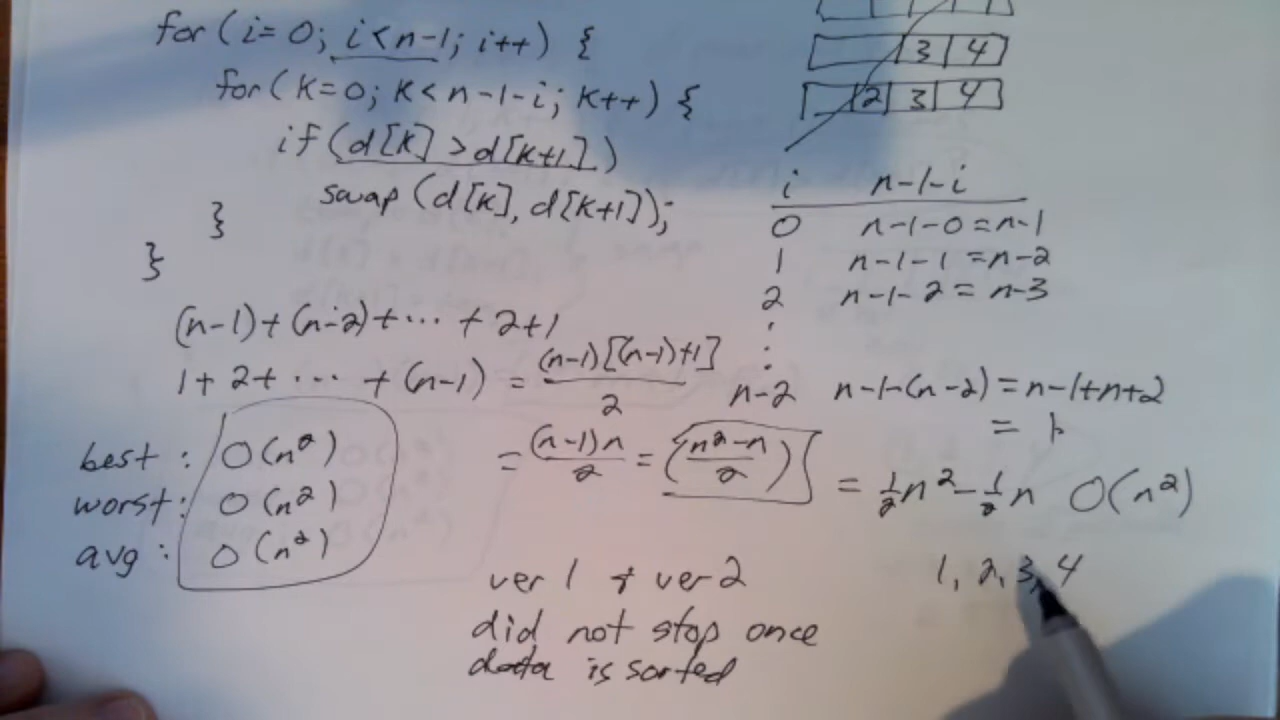 for (i=0; i<n-1; i++) {
for (k=0; k<n-1-i; k++) {
if (d[k] >d[k+1])
swap (d[k], d[k+1]);
}
}
3 4
2 3 4
i n-1-i
0 n-1-0=n-1
1 n-1-1=n-2
2 n-1-2=n-3
⋮
n-2 n-1-(n-2)=n-1+n+2
= 1
(n-1)+(n-2)+⋯+2+1
1+2+⋯+(n-1) = (n-1)[(n-1)+1]/2
= (n-1)n/2 = (n²-n/2) = ½n²-½n O(n²)
best: O(n²)
worst: O(n²)
avg: O(n²)
ver 1 + ver 2
did not stop once
data is sorted
1, 2, 3, 4